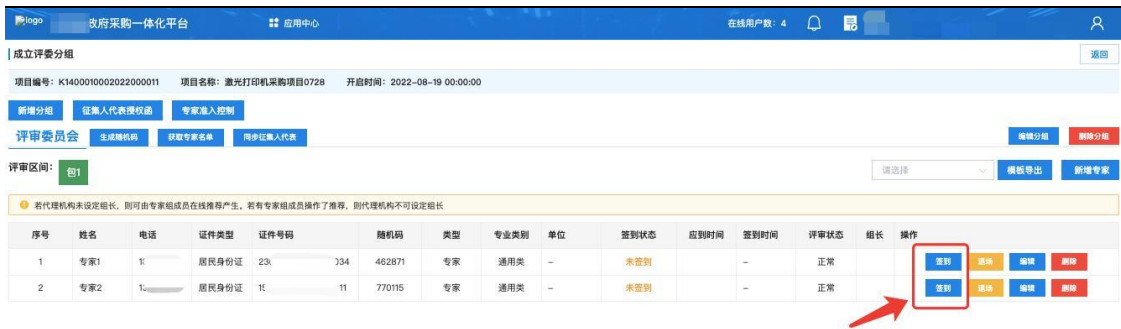 logo 政府采购一体化平台 应用中心 在线用户数：4
成立评委分组 返回
项目编号：K1400010002022000011 项目名称：激光打印机采购项目0728 开启时间：2022-08-19 00:00:00
新增分组 征集人代表授权函 专家准入控制
评审委员会 生成随机码 获取专家名单 同步征集人代表 编辑分组 删除分组
评审区间： 包1 请选择 模板导出 新增专家
若代理机构未设定组长，则可由专家组成员在线推荐产生。若有专家组成员操作了推荐，则代理机构不可设定组长
序号 姓名 电话 证件类型 证件号码 随机码 类型 专业类别 单位 签到状态 应到时间 签到时间 评审状态 组长 操作
1 专家1 居民身份证 034 462871 专家 通用类 – 未签到 – 正常 签到 退场 编辑 删除
2 专家2 居民身份证 11 770115 专家 通用类 – 未签到 – 正常 签到 退场 编辑 删除